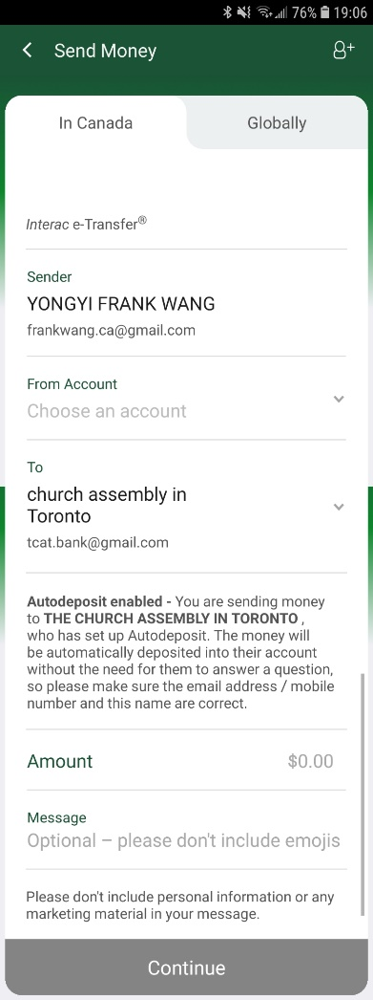 76% 19:06
Send Money
In Canada
Globally
Interac e-Transfer®
Sender
YONGYI FRANK WANG
frankwang.ca@gmail.com
From Account
Choose an account
To
church assembly in
Toronto
tcat.bank@gmail.com
Autodeposit enabled - You are sending money
to THE CHURCH ASSEMBLY IN TORONTO ,
who has set up Autodeposit. The money will
be automatically deposited into their account
without the need for them to answer a question,
so please make sure the email address / mobile
number and this name are correct.
Amount $0.00
Message
Optional – please don't include emojis
Please don't include personal information or any
marketing material in your message.
Continue